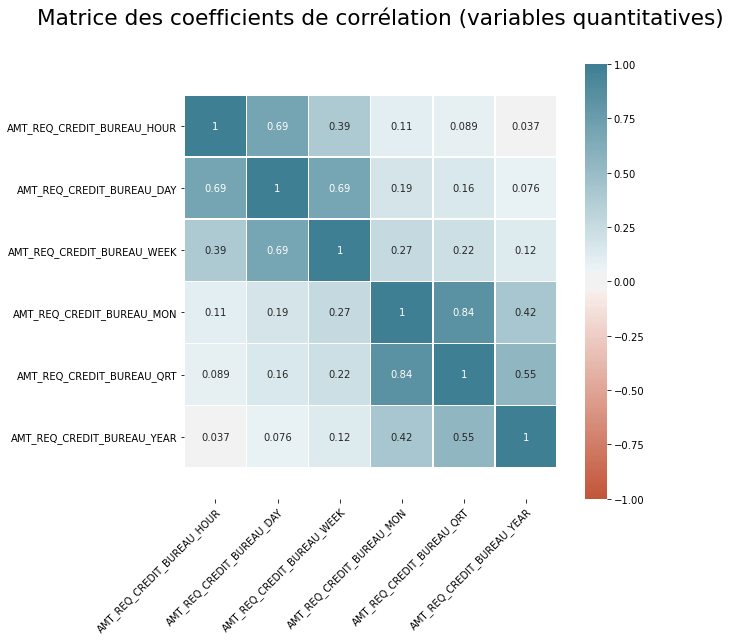 Matrice des coefficients de corrélation (variables quantitatives)
AMT_REQ_CREDIT_BUREAU_HOUR 1 0.69 0.39 0.11 0.089 0.037
AMT_REQ_CREDIT_BUREAU_DAY 0.69 1 0.69 0.19 0.16 0.076
AMT_REQ_CREDIT_BUREAU_WEEK 0.39 0.69 1 0.27 0.22 0.12
AMT_REQ_CREDIT_BUREAU_MON 0.11 0.19 0.27 1 0.84 0.42
AMT_REQ_CREDIT_BUREAU_QRT 0.089 0.16 0.22 0.84 1 0.55
AMT_REQ_CREDIT_BUREAU_YEAR 0.037 0.076 0.12 0.42 0.55 1
AMT_REQ_CREDIT_BUREAU_HOUR
AMT_REQ_CREDIT_BUREAU_DAY
AMT_REQ_CREDIT_BUREAU_WEEK
AMT_REQ_CREDIT_BUREAU_MON
AMT_REQ_CREDIT_BUREAU_QRT
AMT_REQ_CREDIT_BUREAU_YEAR
1.00
0.75
0.50
0.25
0.00
−0.25
−0.50
−0.75
−1.00